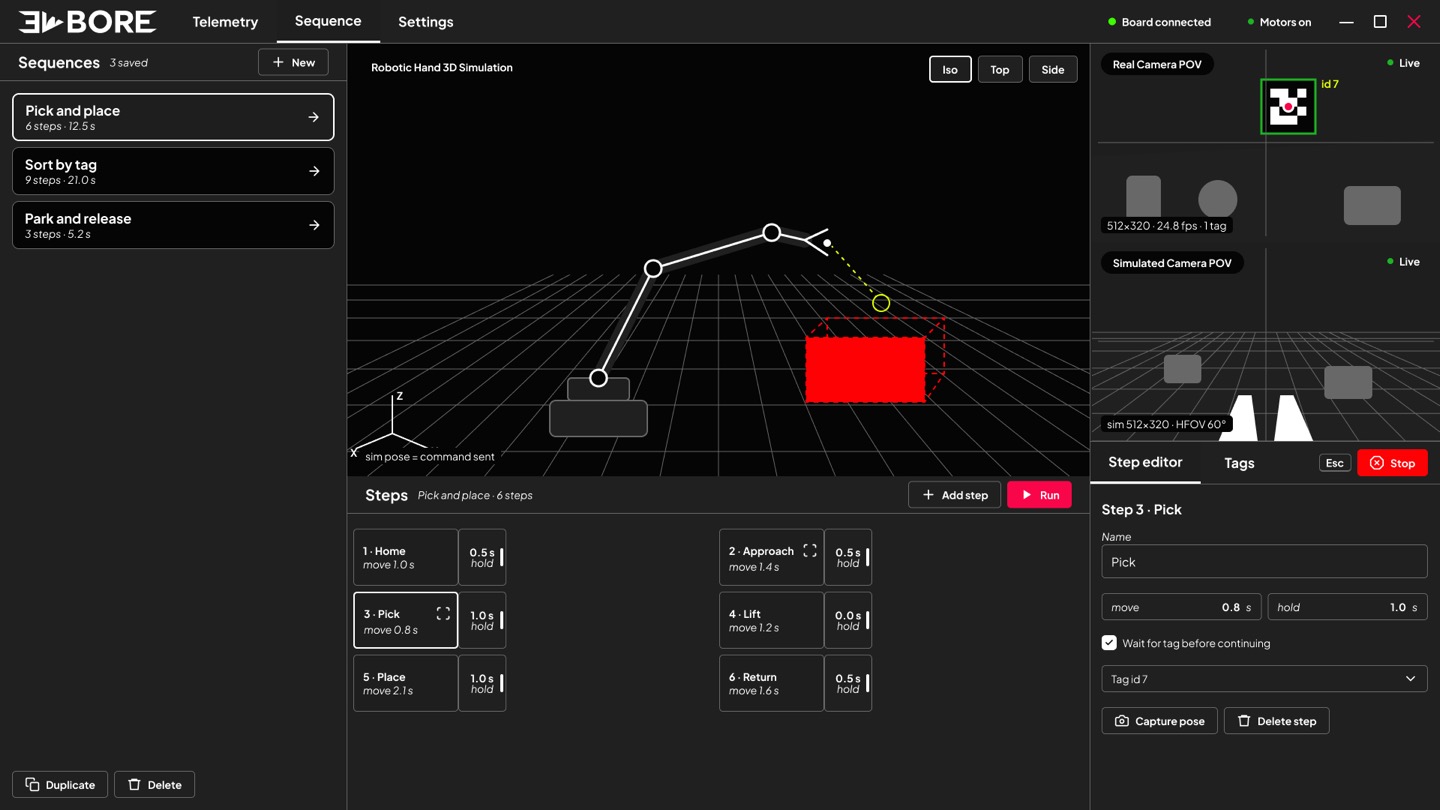 BORE
Telemetry
Sequence
Settings
Board connected
Motors on
Sequences 3 saved
New
Pick and place
6 steps · 12.5 s
Sort by tag
9 steps · 21.0 s
Park and release
3 steps · 5.2 s
Duplicate
Delete
Robotic Hand 3D Simulation
Iso
Top
Side
Z
X
sim pose = command sent
Steps Pick and place · 6 steps
Add step
Run
1 · Home
move 1.0 s
0.5 s
hold
2 · Approach
move 1.4 s
0.5 s
hold
3 · Pick
move 0.8 s
1.0 s
hold
4 · Lift
move 1.2 s
0.0 s
hold
5 · Place
move 2.1 s
1.0 s
hold
6 · Return
move 1.6 s
0.5 s
hold
Real Camera POV
Live
id 7
512×320 · 24.8 fps · 1 tag
Simulated Camera POV
Live
sim 512×320 · HFOV 60°
Step editor
Tags
Esc
Stop
Step 3 · Pick
Name
Pick
move 0.8 s
hold 1.0 s
Wait for tag before continuing
Tag id 7
Capture pose
Delete step